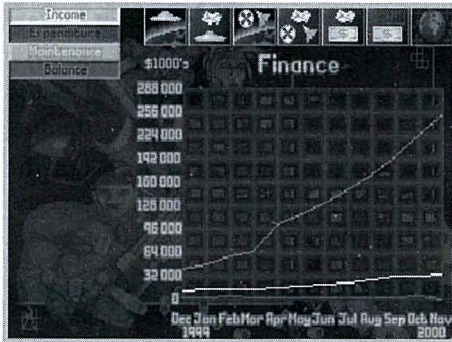 Income
Expenditure
Maintenance
Balance
$1000's
Finance
288 000
256 000
224 000
192 000
160 000
128 000
96 000
64 000
32 000
0
Dec Jan Feb Mar Apr May Jun Jul Aug Sep Oct Nov
1999 2000